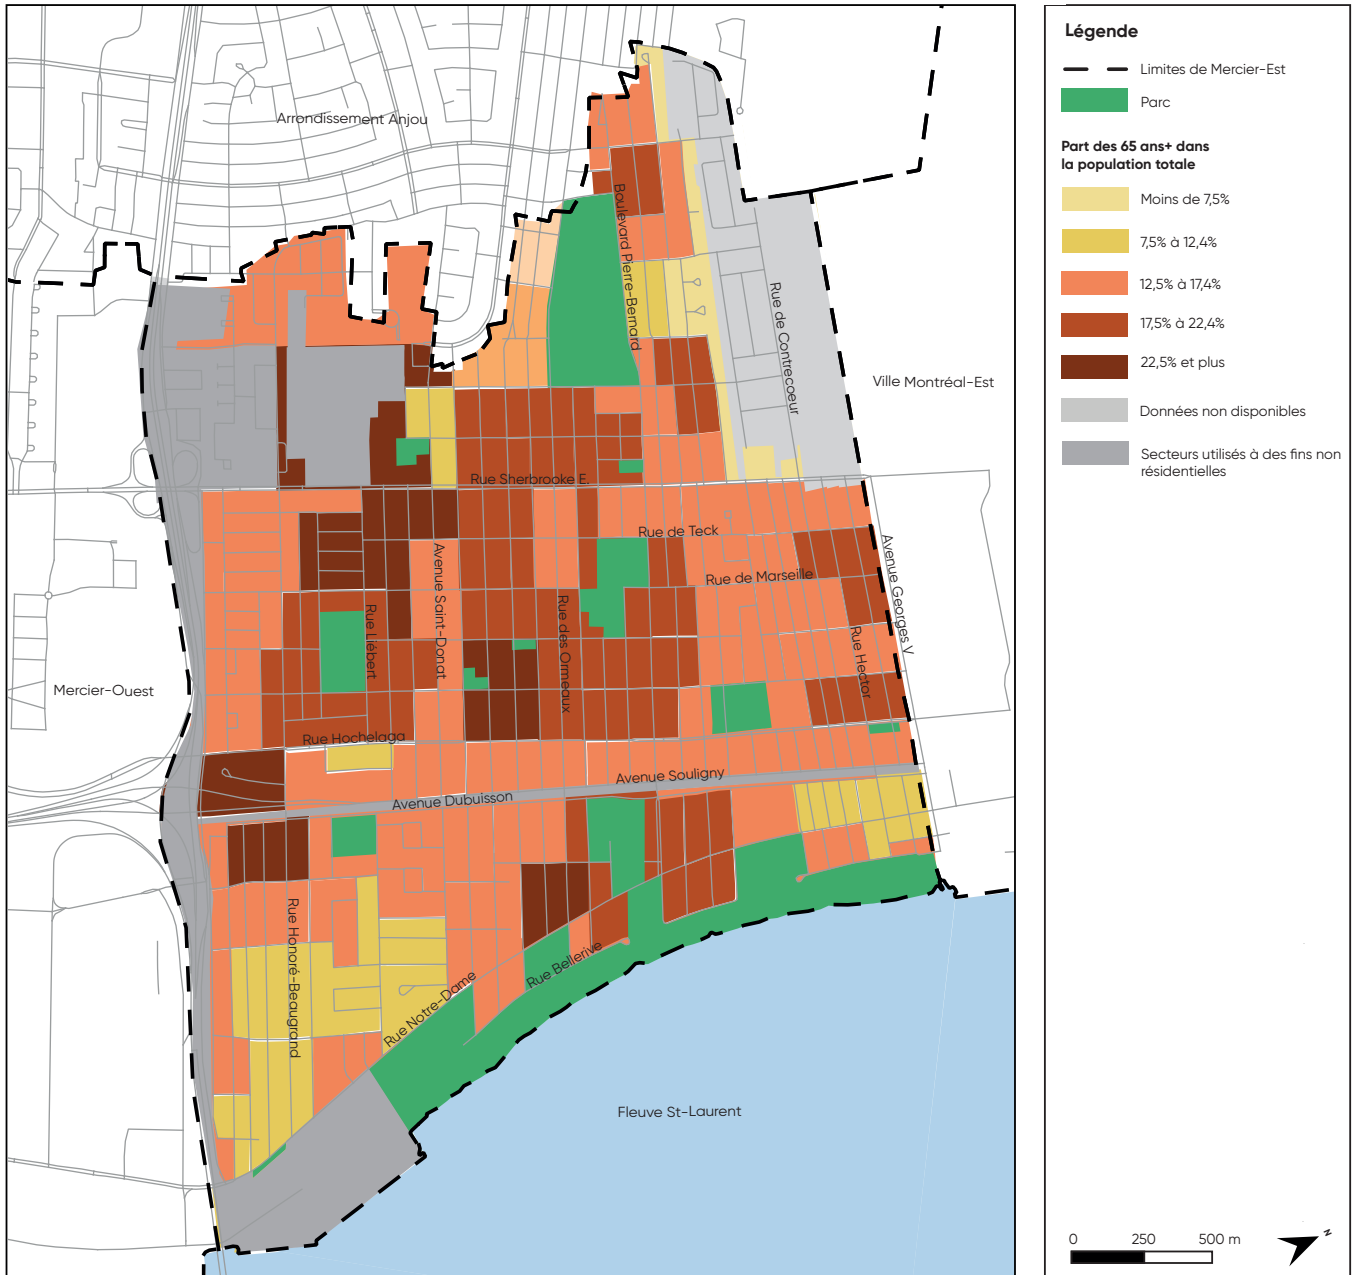 Arrondissement Anjou
Boulevard Pierre-Bernard
Rue de Contrecoeur
Ville Montréal-Est
Rue Sherbrooke E.
Rue de Teck
Avenue Saint-Donat
Avenue Georges V
Rue de Marseille
Rue Liébert
Rue des Ormeaux
Rue Hector
Mercier-Ouest
Rue Hochelaga
Avenue Souligny
Avenue Dubuisson
Rue Honoré-Beaugrand
Rue Bellerive
Rue Notre-Dame
Fleuve St-Laurent
Légende
Limites de Mercier-Est
Parc
Part des 65 ans+ dans
la population totale
Moins de 7,5%
7,5% à 12,4%
12,5% à 17,4%
17,5% à 22,4%
22,5% et plus
Données non disponibles
Secteurs utilisés à des fins non
résidentielles
0 250 500 m
N